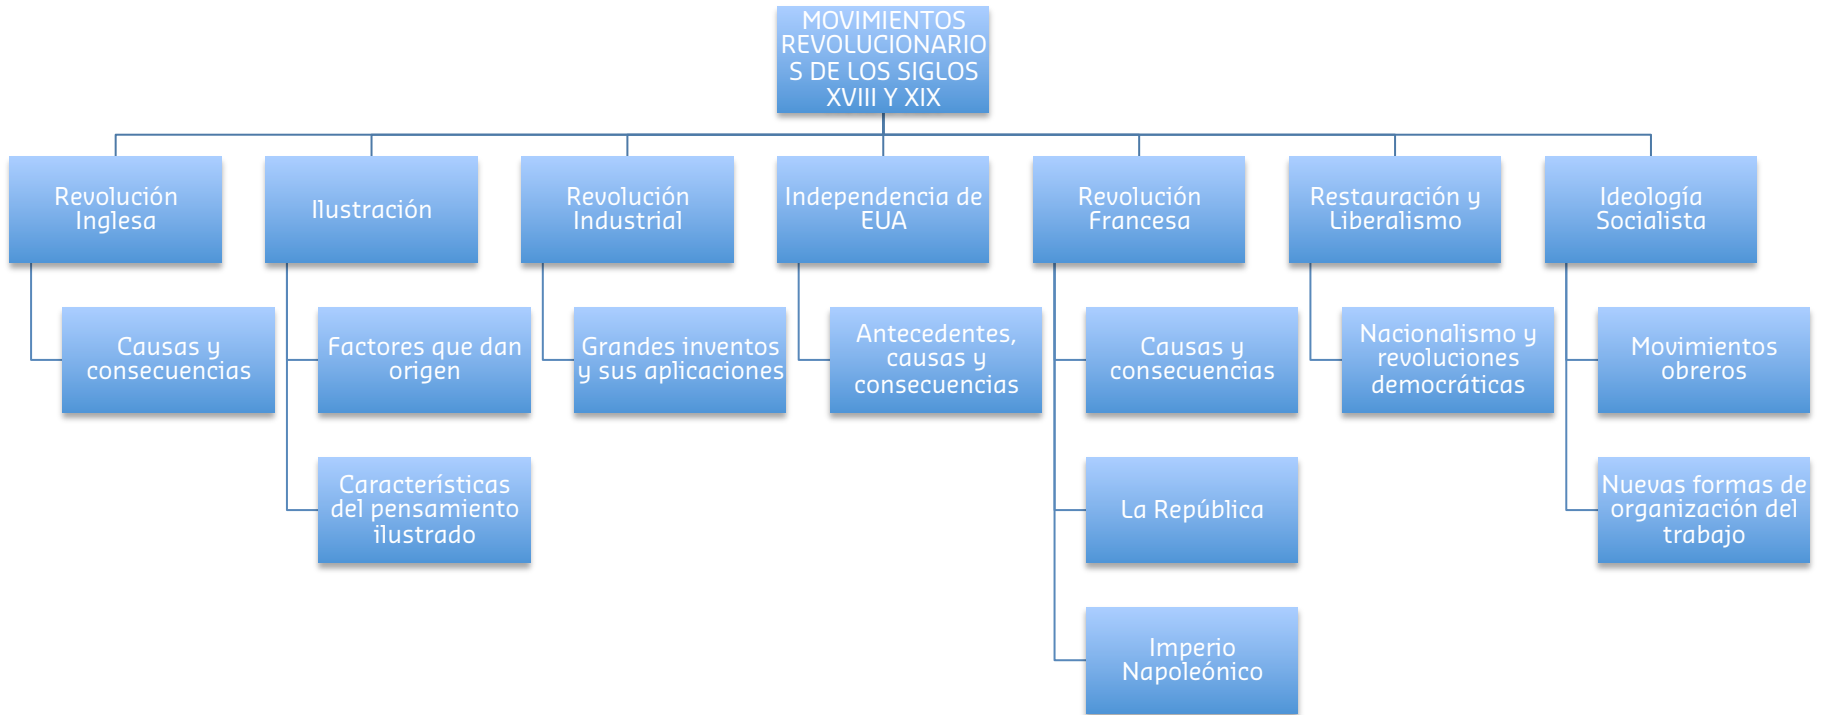 MOVIMIENTOS
REVOLUCIONARIO
S DE LOS SIGLOS
XVIII Y XIX
Revolución
Inglesa
Causas y
consecuencias
Ilustración
Factores que dan
origen
Características
del pensamiento
ilustrado
Revolución
Industrial
Grandes inventos
y sus aplicaciones
Independencia de
EUA
Antecedentes,
causas y
consecuencias
Revolución
Francesa
Causas y
consecuencias
La República
Imperio
Napoleónico
Restauración y
Liberalismo
Nacionalismo y
revoluciones
democráticas
Ideología
Socialista
Movimientos
obreros
Nuevas formas de
organización del
trabajo